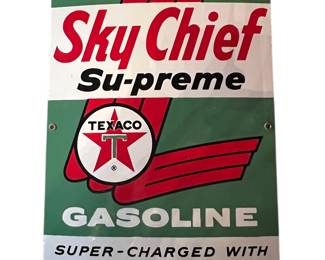 Sky Chief
Su-preme
TEXACO
T
®
GASOLINE
SUPER-CHARGED WITH